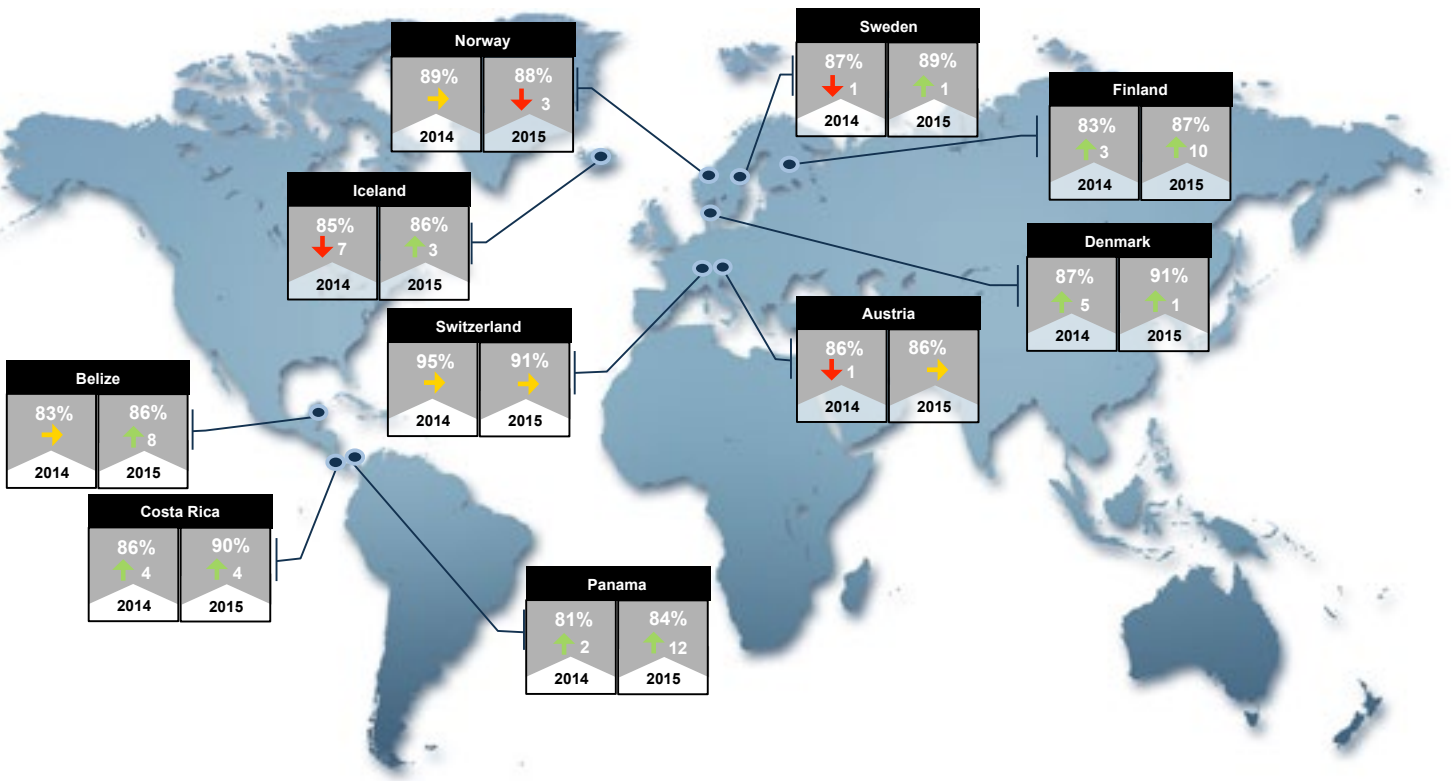 Norway
89% 88%
3
2014 2015
Sweden
87% 89%
1 1
2014 2015
Finland
83% 87%
3 10
2014 2015
Iceland
85% 86%
7 3
2014 2015
Denmark
87% 91%
5 1
2014 2015
Switzerland
95% 91%
2014 2015
Austria
86% 86%
1
2014 2015
Belize
83% 86%
8
2014 2015
Costa Rica
86% 90%
4 4
2014 2015
Panama
81% 84%
2 12
2014 2015